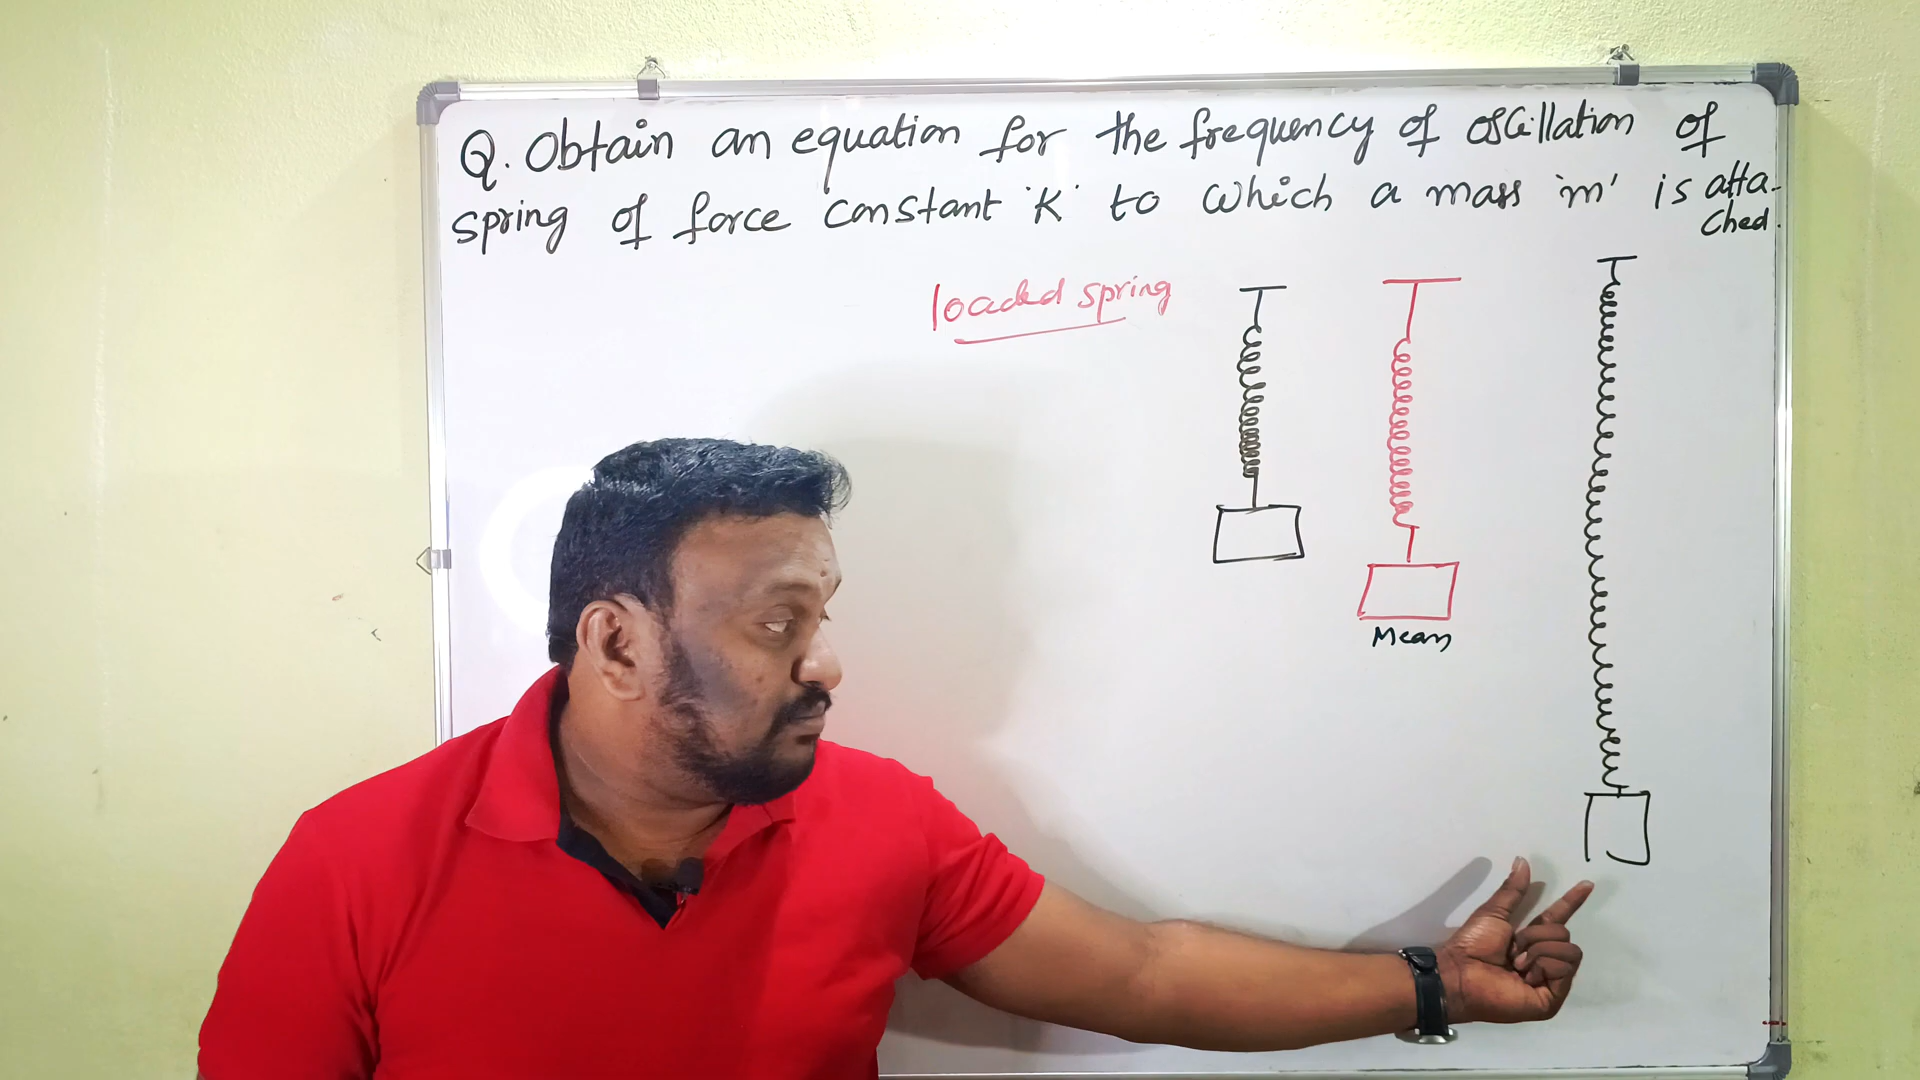 Q. Obtain an equation for the frequency of oscillation of
spring of force constant 'K' to which a mass 'm' is atta-
ched.
loaded spring
Mean